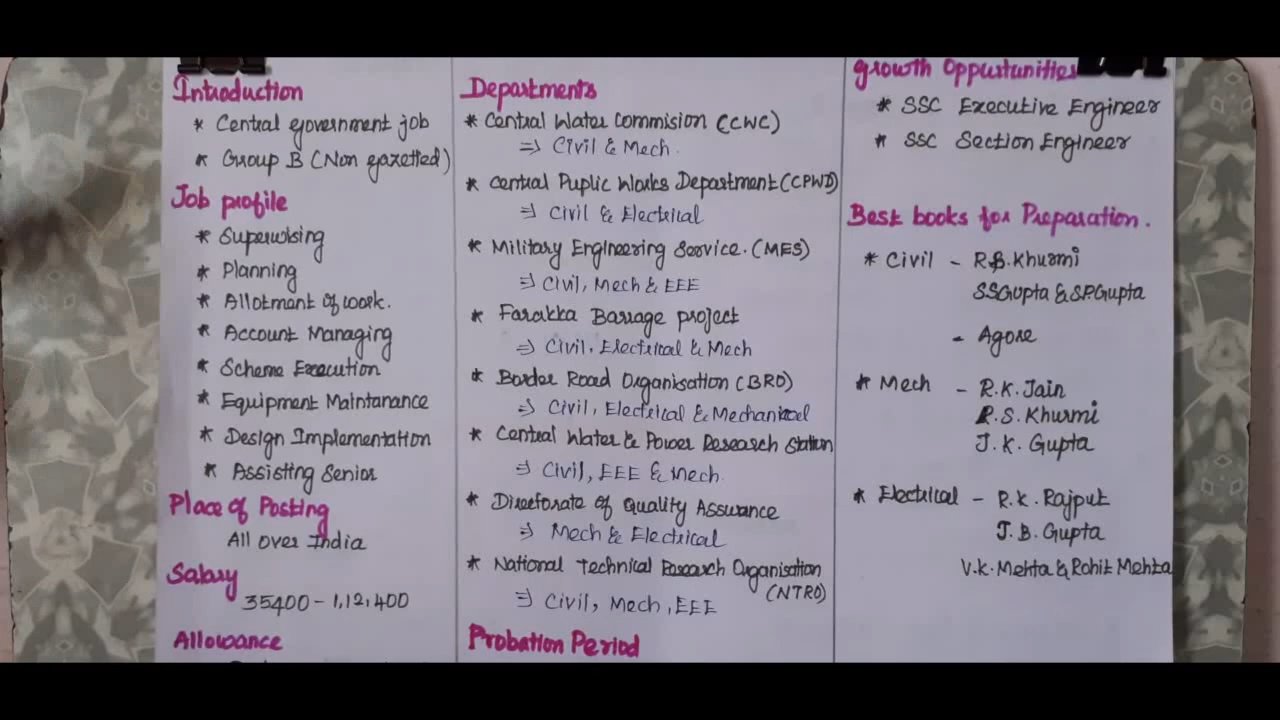 Introduction
* Central government job
* Group B (Non gazetted)
Job profile
* Supervising
* Planning
* Allotment of work.
* Account Managing
* Scheme Execution
* Equipment Maintanance
* Design Implementation
* Assisting Senior
Place of Posting
All over India
Salary
35400 - 1,12,400
Allowance
Departments
* Central Water Commision (CWC)
⇒ Civil & Mech.
* Central Puplic Works Department (CPWD)
⇒ Civil & Electrical
* Military Engineering Service. (MES)
⇒ Civil, Mech & EEE
* Farakka Barrage project
⇒ Civil, Electrical & Mech
* Border Road Organisation (BRO)
⇒ Civil, Electrical & Mechanical
* Central Water & Power Research Station
⇒ Civil, EEE & Mech.
* Directorate of Quality Assurance
⇒ Mech & Electrical
* National Technical Research Organisation
(NTRO)
⇒ Civil, Mech, EEE
Probation Period
growth Oppustunities
* SSC Executive Engineer
* SSC Section Engineer
Best books for Preparation.
* Civil - R.S.Khurmi
SSGupta & S.P.Gupta
- Agore
* Mech - R.K.Jain
R.S. Khurmi
J.K. Gupta
* Electrical - R.K. Rajput
J.B. Gupta
V.K. Mehta & Rohit Mehta